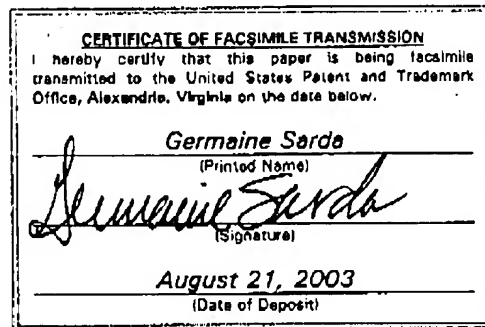 CERTIFICATE OF FACSIMILE TRANSMISSION
I hereby certify that this paper is being facsimile
transmitted to the United States Patent and Trademark
Office, Alexandria, Virginia on the date below.
Germaine Sarda
(Printed Name)
Germaine Sarda
(Signature)
August 21, 2003
(Date of Deposit)